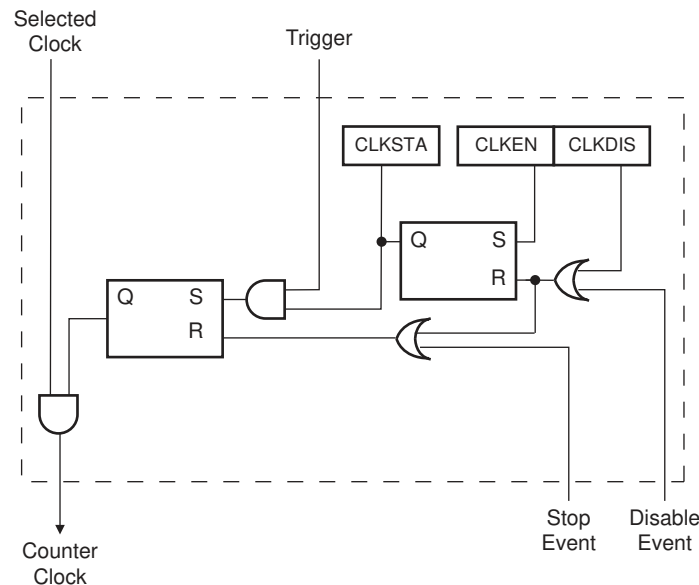 Selected
Clock
Trigger
CLKSTA
CLKEN
CLKDIS
Q
S
R
Q
S
R
Stop
Event
Disable
Event
Counter
Clock